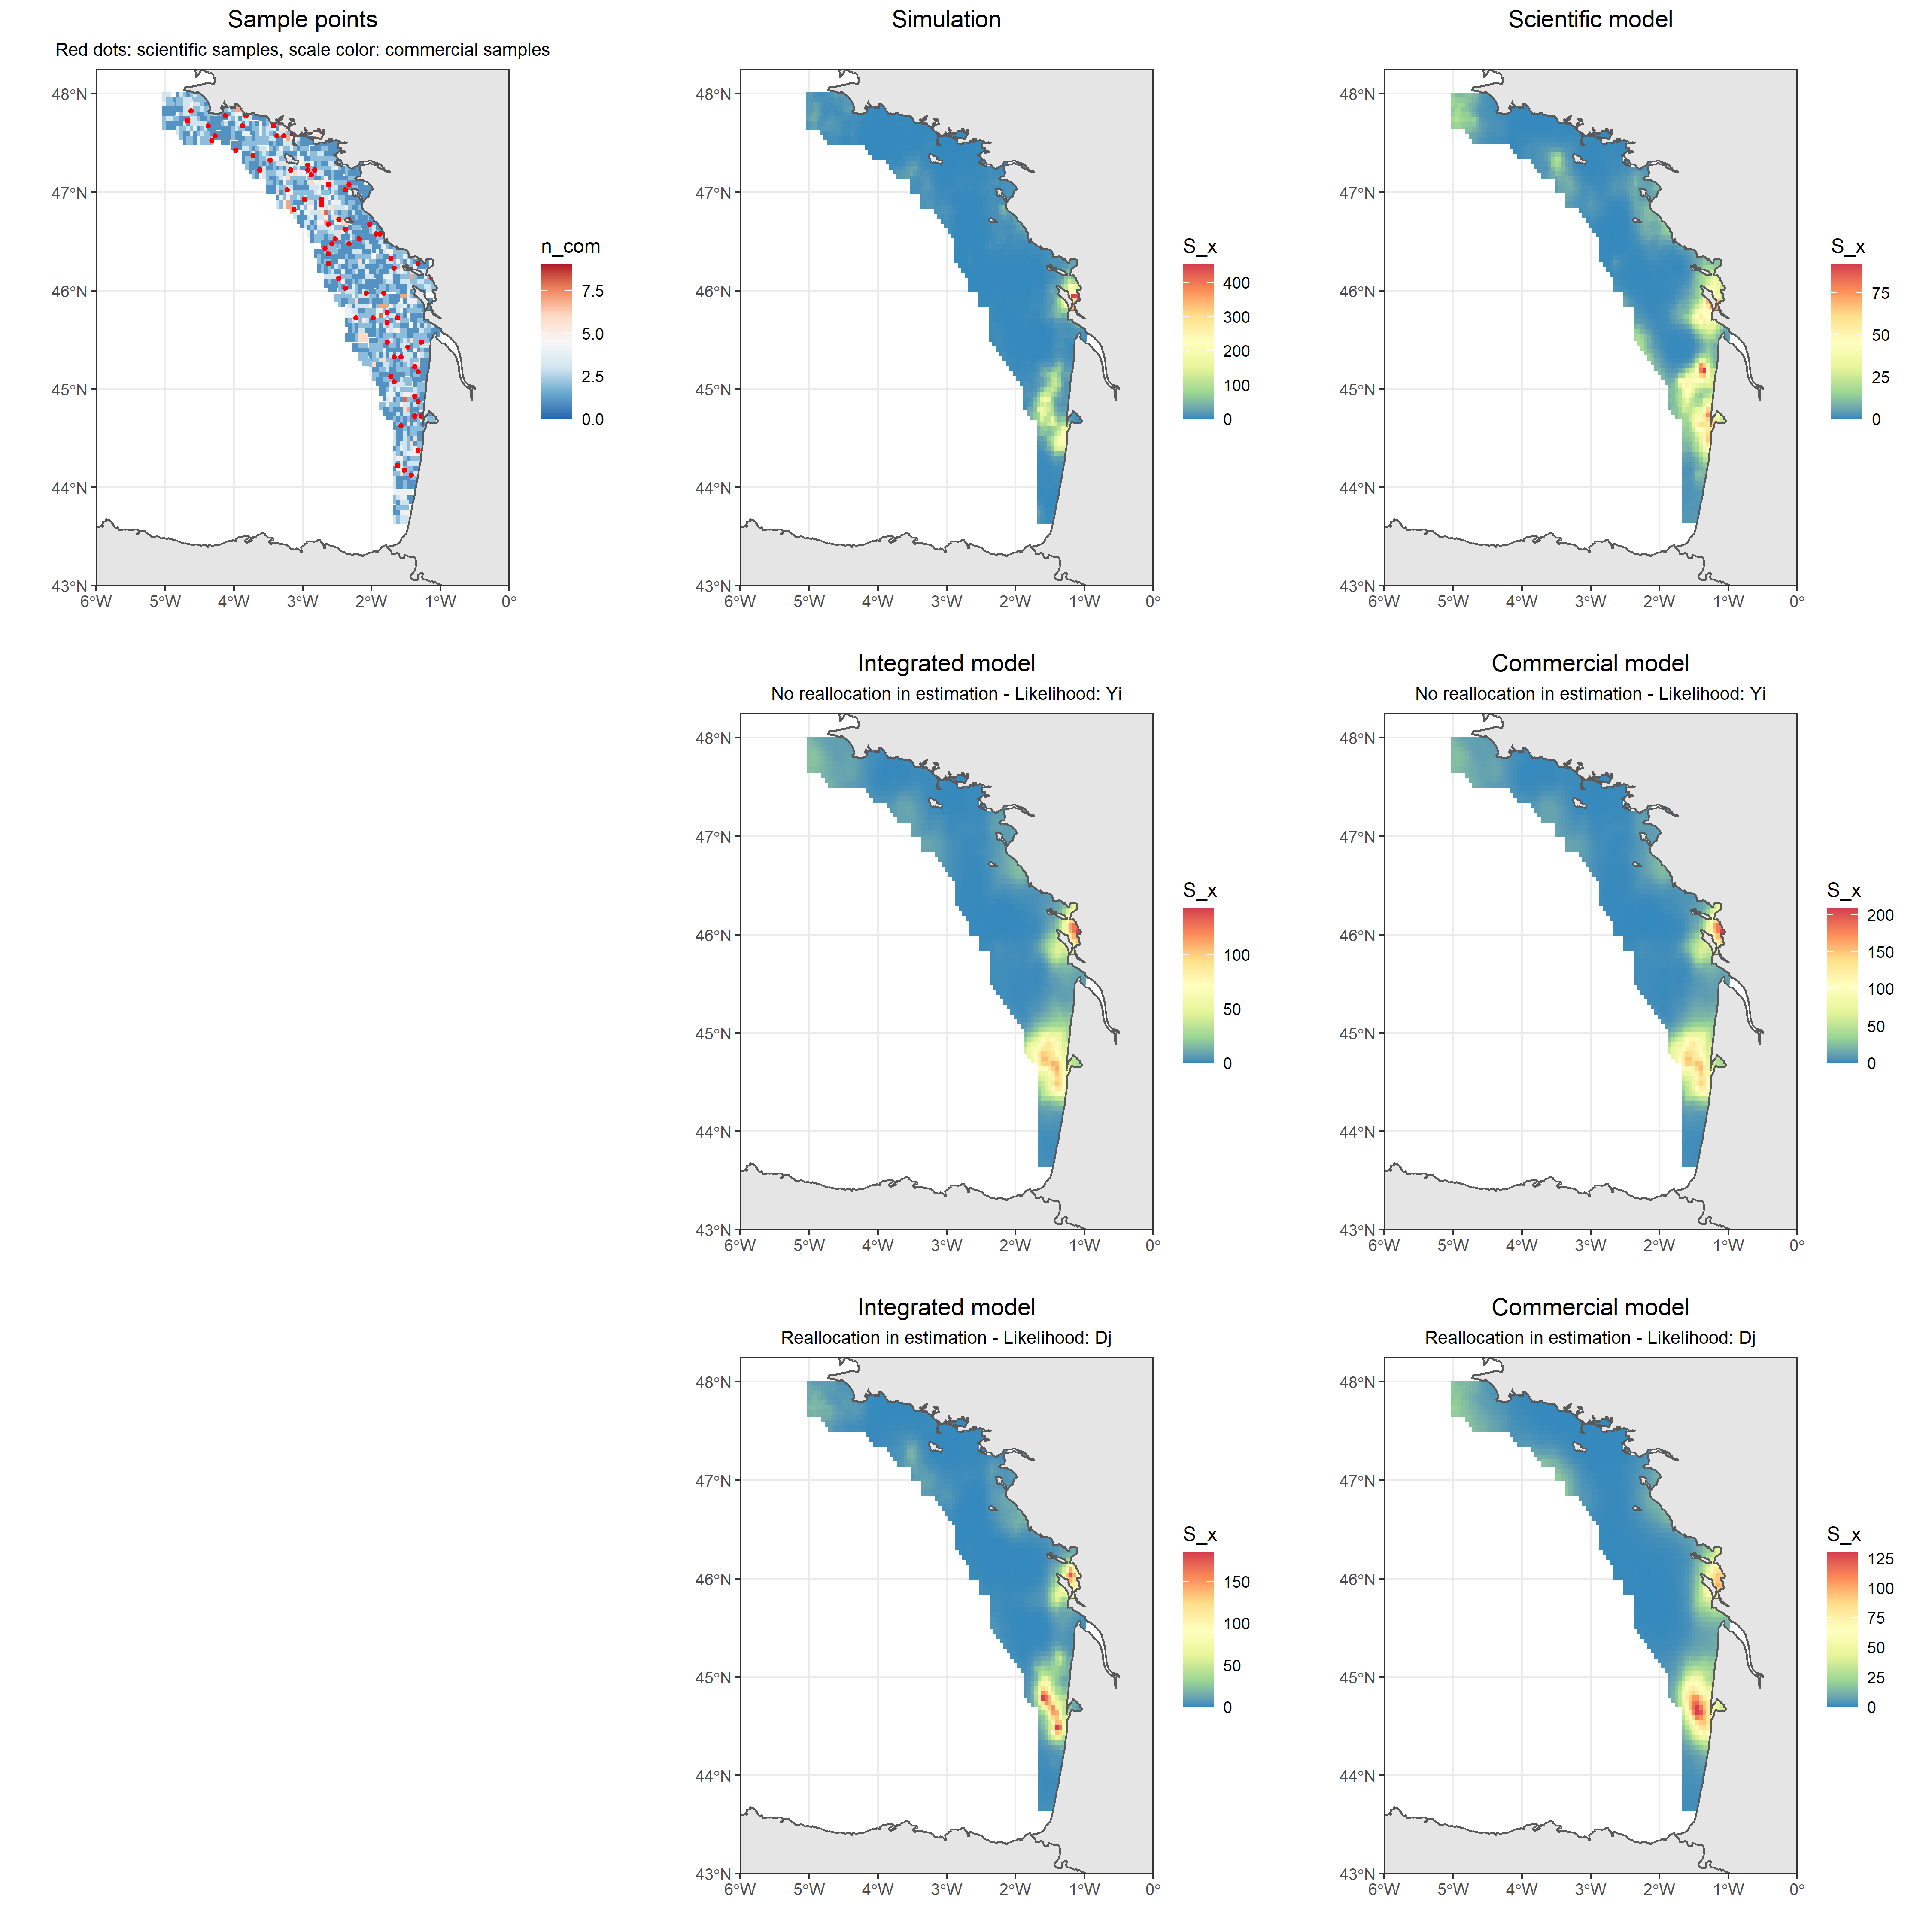 Sample points
Red dots: scientific samples, scale color: commercial samples
48°N
47°N
46°N
45°N
44°N
43°N
6°W 5°W 4°W 3°W 2°W 1°W 0°
n_com
7.5
5.0
2.5
0.0
Simulation
48°N
47°N
46°N
45°N
44°N
43°N
6°W 5°W 4°W 3°W 2°W 1°W 0°
S_x
400
300
200
100
0
Scientific model
48°N
47°N
46°N
45°N
44°N
43°N
6°W 5°W 4°W 3°W 2°W 1°W 0°
S_x
75
50
25
0
Integrated model
No reallocation in estimation - Likelihood: Yi
48°N
47°N
46°N
45°N
44°N
43°N
6°W 5°W 4°W 3°W 2°W 1°W 0°
S_x
100
50
0
Commercial model
No reallocation in estimation - Likelihood: Yi
48°N
47°N
46°N
45°N
44°N
43°N
6°W 5°W 4°W 3°W 2°W 1°W 0°
S_x
200
150
100
50
0
Integrated model
Reallocation in estimation - Likelihood: Dj
48°N
47°N
46°N
45°N
44°N
43°N
6°W 5°W 4°W 3°W 2°W 1°W 0°
S_x
150
100
50
0
Commercial model
Reallocation in estimation - Likelihood: Dj
48°N
47°N
46°N
45°N
44°N
43°N
6°W 5°W 4°W 3°W 2°W 1°W 0°
S_x
125
100
75
50
25
0